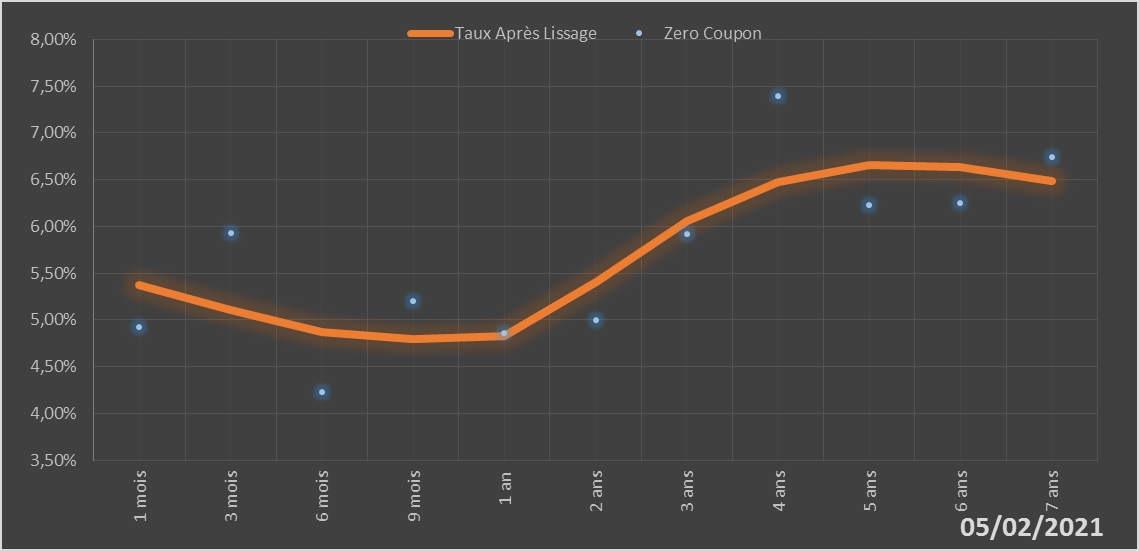 Taux Après Lissage Zero Coupon
8,00%
7,50%
7,00%
6,50%
6,00%
5,50%
5,00%
4,50%
4,00%
3,50%
1 mois
3 mois
6 mois
9 mois
1 an
2 ans
3 ans
4 ans
5 ans
6 ans
7 ans
05/02/2021